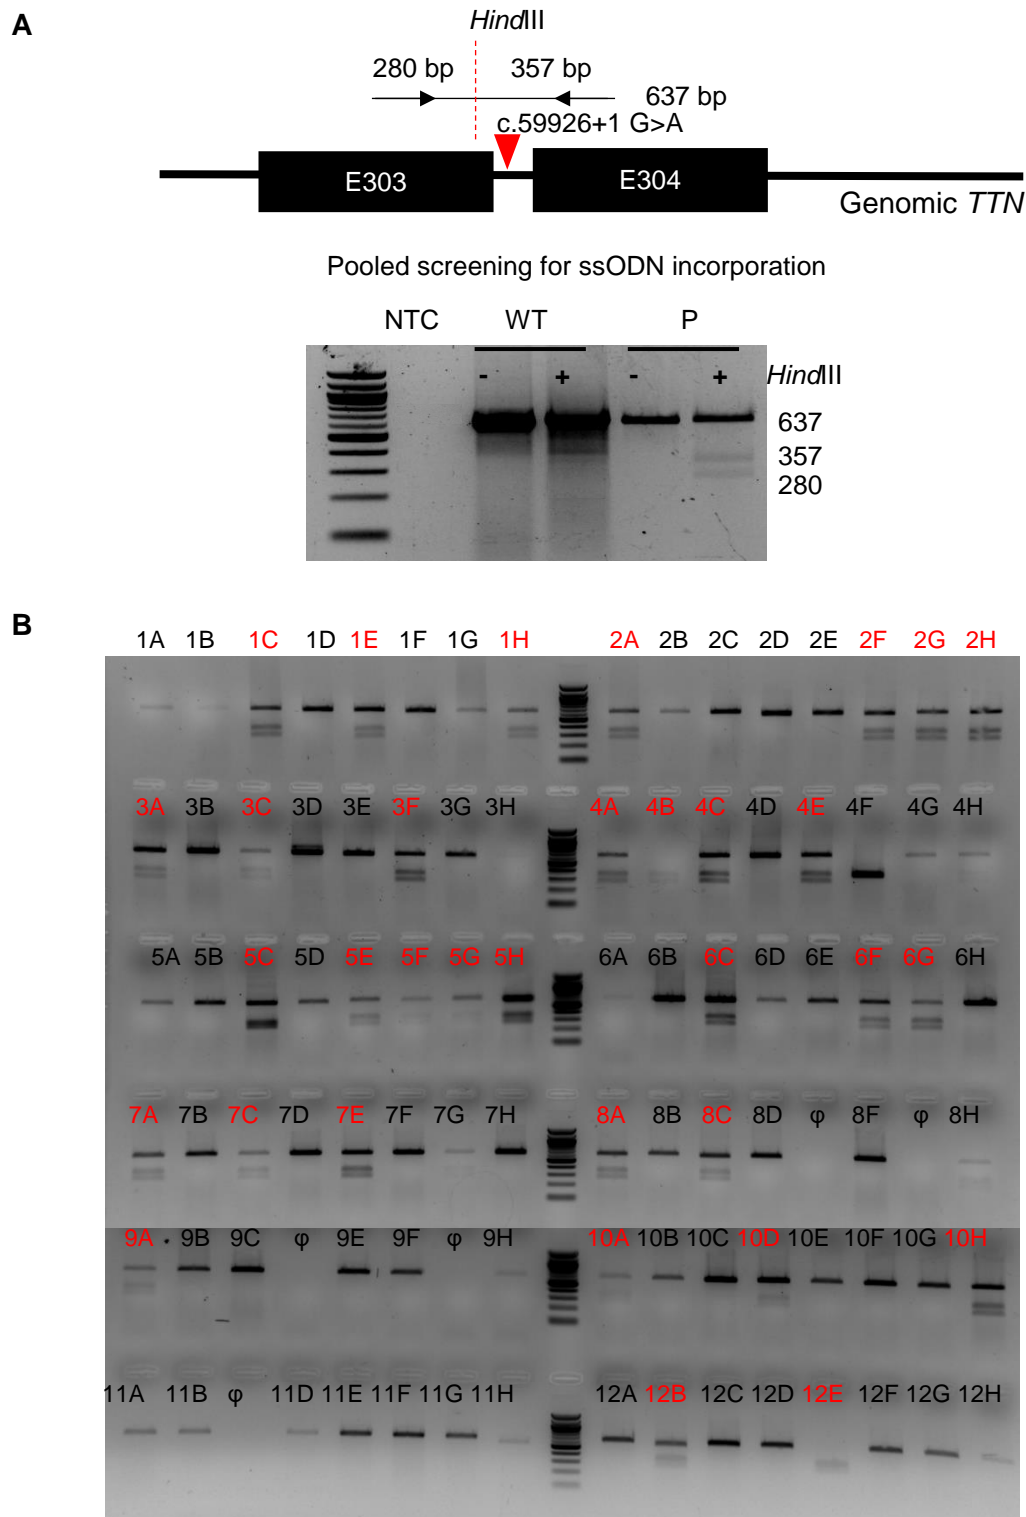 A
HindIII
280 bp 357 bp
637 bp
c.59926+1 G>A
E303 E304
Genomic TTN
Pooled screening for ssODN incorporation
NTC WT P
- + - + HindIII
637
357
280
B
1A 1B 1C 1D 1E 1F 1G 1H 2A 2B 2C 2D 2E 2F 2G 2H
3A 3B 3C 3D 3E 3F 3G 3H 4A 4B 4C 4D 4E 4F 4G 4H
5A 5B 5C 5D 5E 5F 5G 5H 6A 6B 6C 6D 6E 6F 6G 6H
7A 7B 7C 7D 7E 7F 7G 7H 8A 8B 8C 8D φ 8F φ 8H
9A 9B 9C φ 9E 9F φ 9H 10A 10B 10C 10D 10E 10F 10G 10H
11A 11B φ 11D 11E 11F 11G 11H 12A 12B 12C 12D 12E 12F 12G 12H